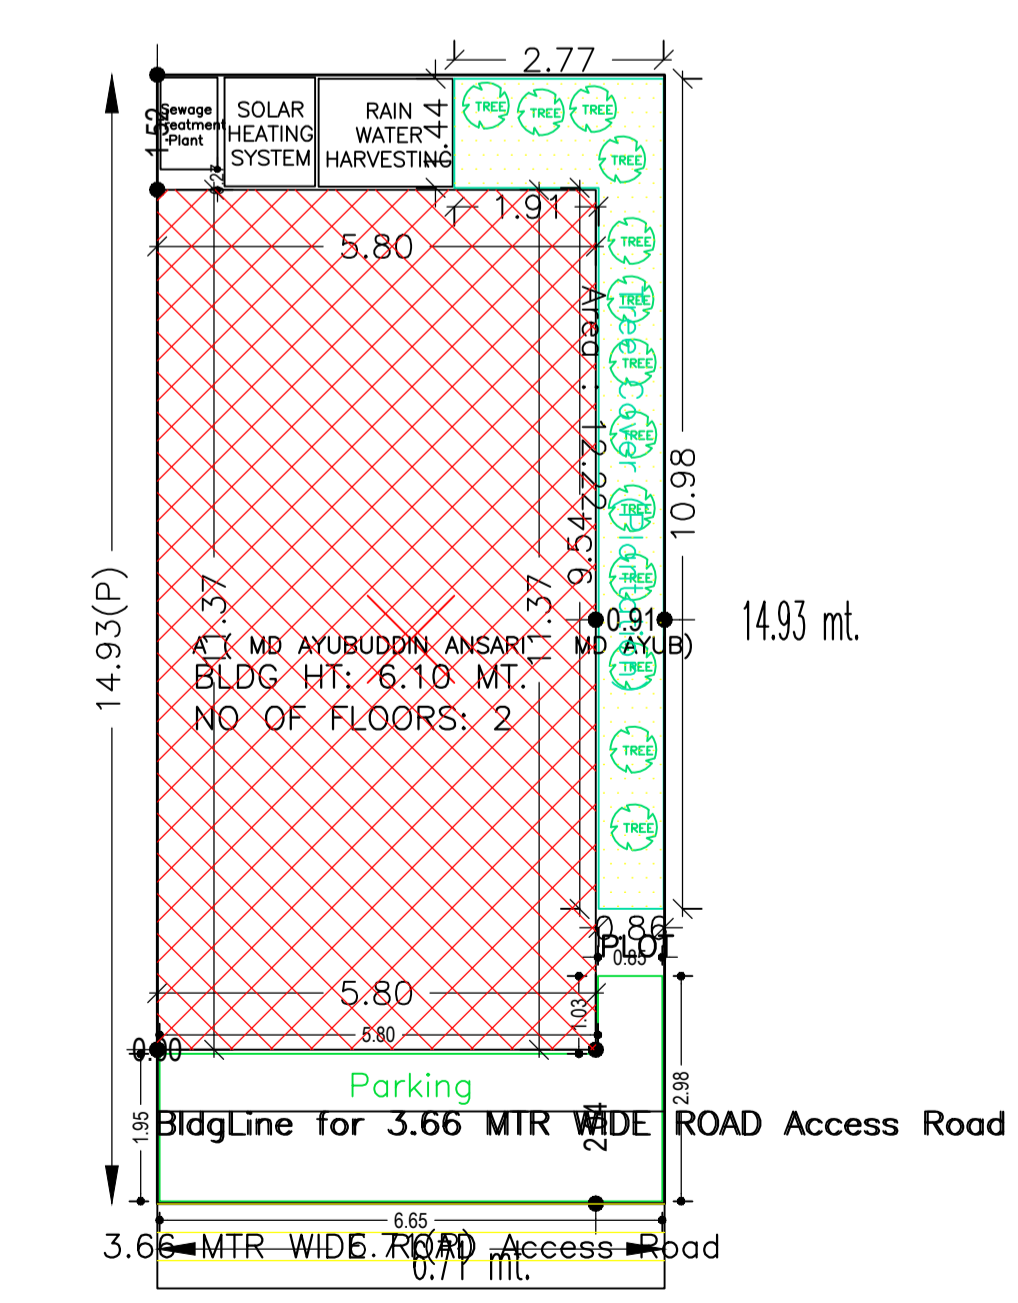 2.77
Sewage
Treatment
Plant
SOLAR
HEATING
SYSTEM
RAIN
WATER
HARVESTING
1.52
1.44
0.27
TREE
TREE
TREE
TREE
1.91
5.80
TREE
TREE
TREE
TREE
TREE
TREE
TREE
TREE
TREE
Tree cover (Plantation)
Area : 12.22
10.98
9.54
11.37
11.37
0.91
14.93 mt.
14.93(P)
A ( MD AYUBUDDIN ANSARI MD AYUB)
BLDG HT: 6.10 MT.
NO OF FLOORS: 2
0.86
PLOT
0.85
5.80
5.80
1.03
0.00
Parking
2.98
1.95
BldgLine for 3.66 MTR WIDE ROAD Access Road
6.65
3.66 MTR WIDE ROAD Access Road
6.71(P)
6.71 mt.